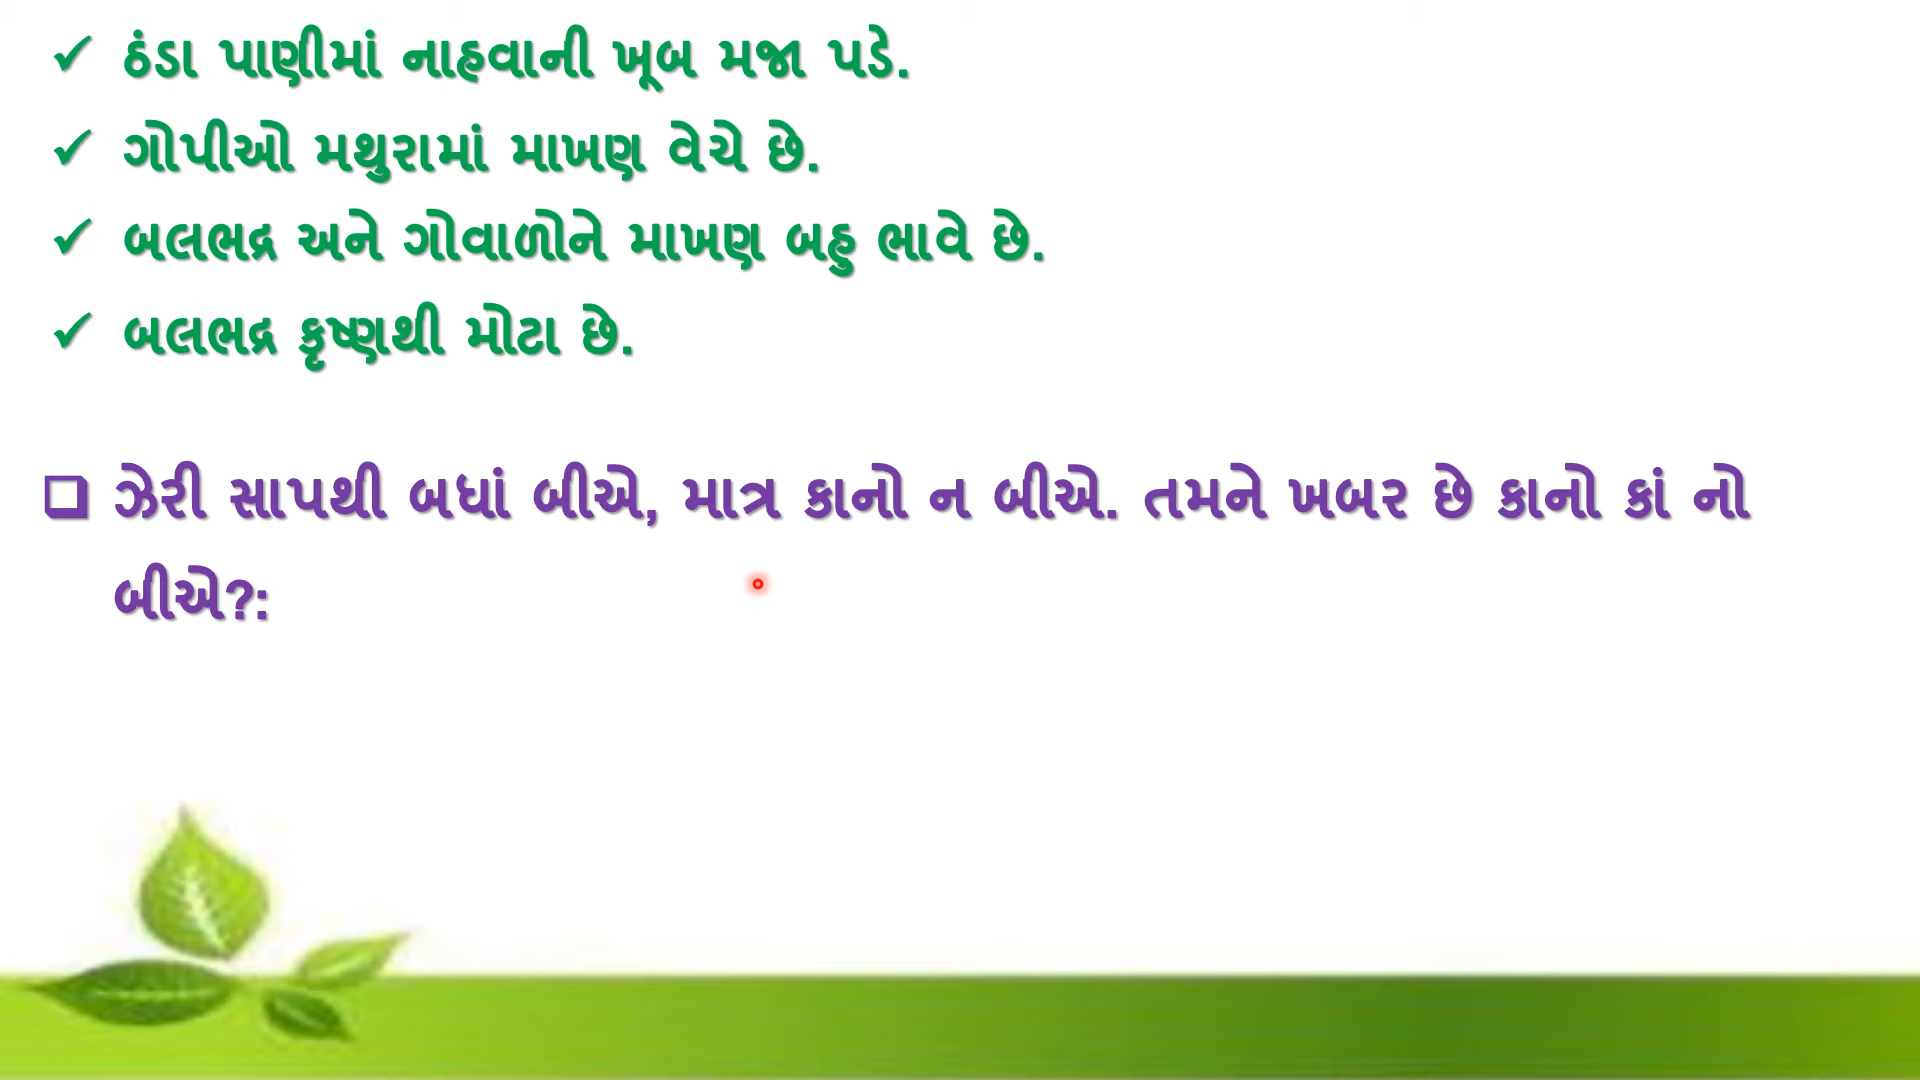 ✓ ઠંડા પાણીમાં નાહવાની ખૂબ મજા પડે.
✓ ગોપીઓ મથુરામાં માખણ વેચે છે.
✓ બલભદ્ર અને ગોવાળોને માખણ બહુ ભાવે છે.
✓ બલભદ્ર કૃષ્ણથી મોટા છે.
❑ ઝેરી સાપથી બધાં બીએ, માત્ર કાનો ન બીએ. તમને ખબર છે કાનો કાં નો
બીએ?: